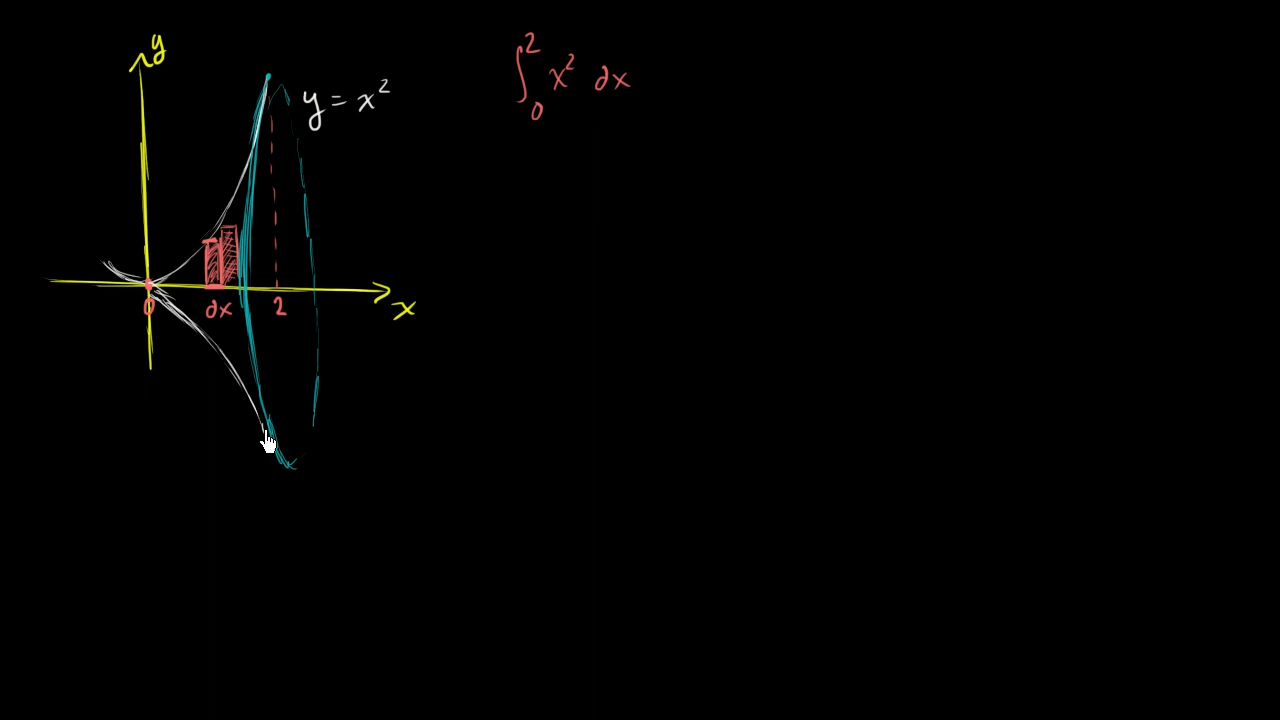 y
y = x²
∫₀² x² dx
0
dx
2
x